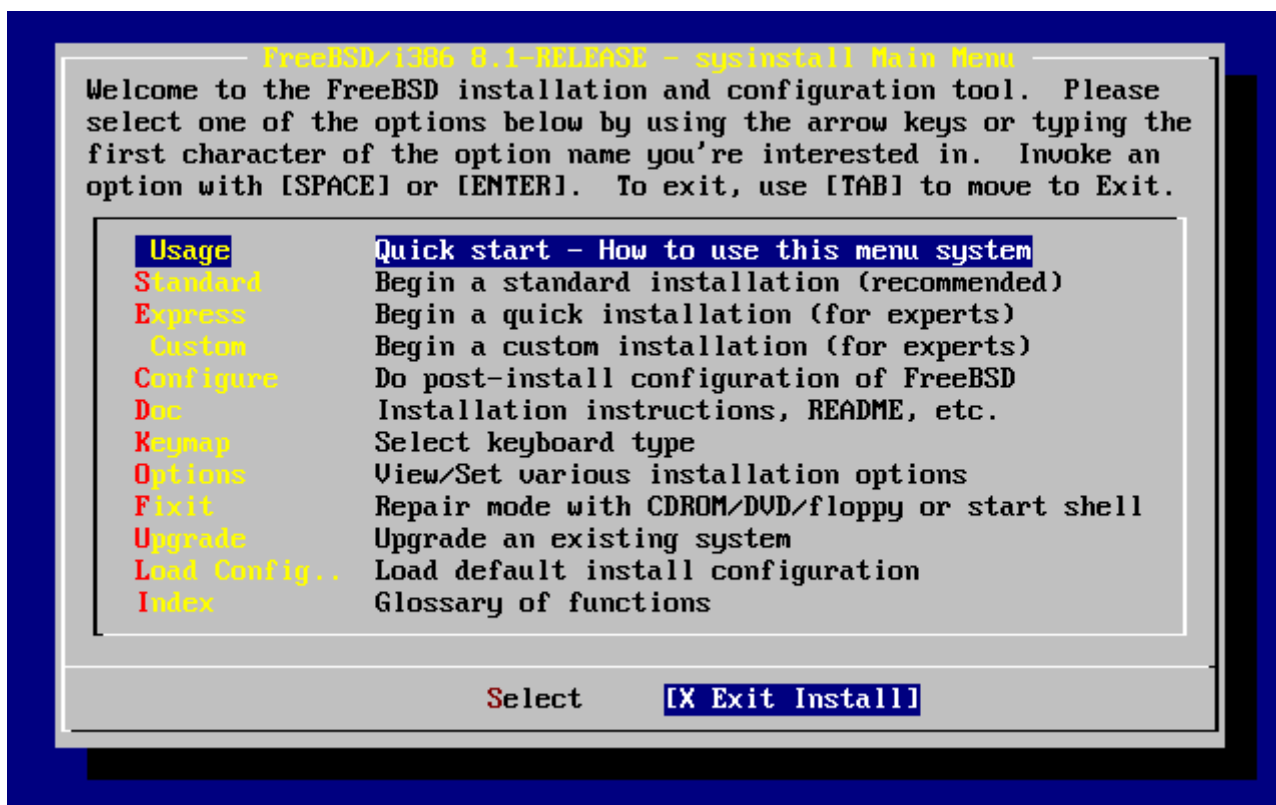 FreeBSD/i386 8.1-RELEASE - sysinstall Main Menu
Welcome to the FreeBSD installation and configuration tool.  Please
select one of the options below by using the arrow keys or typing the
first character of the option name you're interested in.  Invoke an
option with [SPACE] or [ENTER].  To exit, use [TAB] to move to Exit.
Usage Quick start - How to use this menu system
Standard Begin a standard installation (recommended)
Express Begin a quick installation (for experts)
Custom Begin a custom installation (for experts)
Configure Do post-install configuration of FreeBSD
Doc Installation instructions, README, etc.
Keymap Select keyboard type
Options View/Set various installation options
Fixit Repair mode with CDROM/DVD/floppy or start shell
Upgrade Upgrade an existing system
Load Config.. Load default install configuration
Index Glossary of functions
Select [X Exit Install]